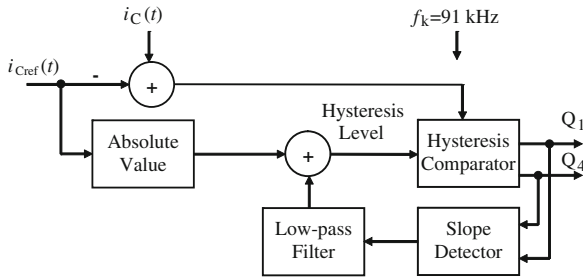 i_C(t)
f_k=91 kHz
i_Cref(t)
-
+
Absolute
Value
+
Hysteresis
Level
Hysteresis
Comparator
Q_1
Q_4
Low-pass
Filter
Slope
Detector